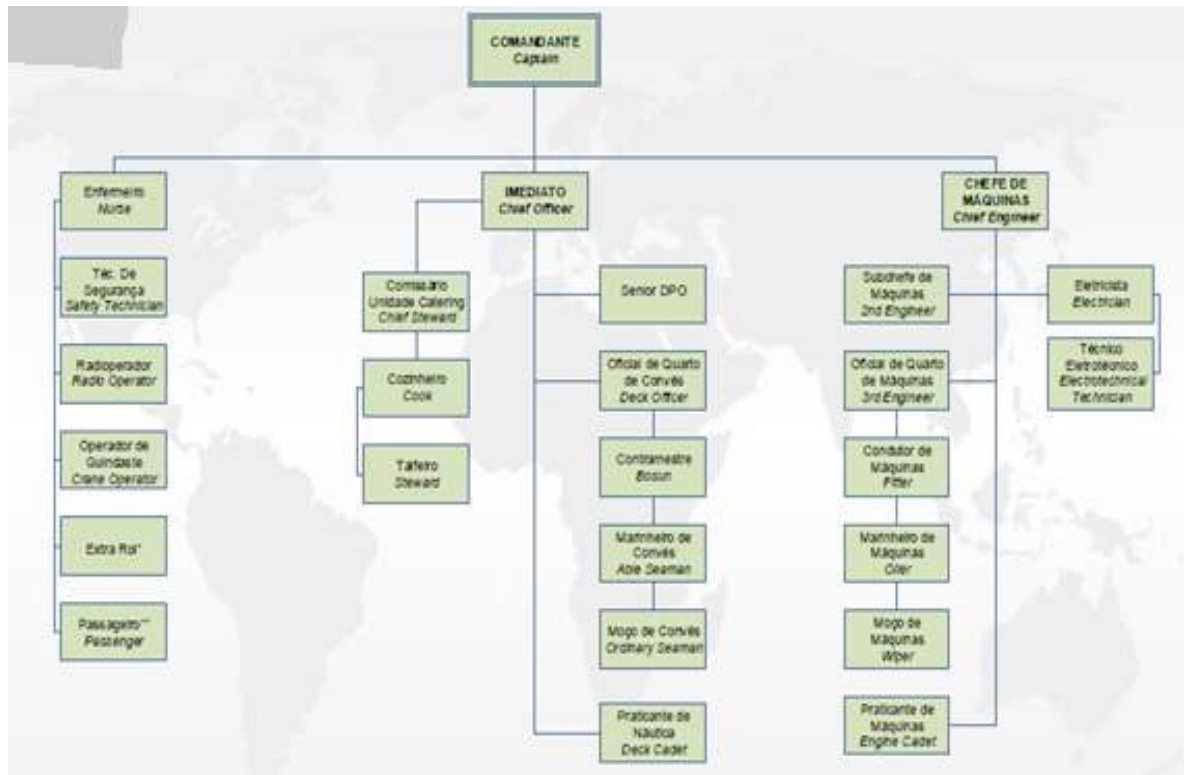 COMANDANTE
Captain
Enfermeiro
Nurse
Téc. De
Segurança
Safety Technician
Radioperador
Radio Operator
Operador de
Guindaste
Crane Operator
Extra Rol*
Passageiro**
Passenger
IMEDIATO
Chief Officer
Comissário
Unidade Catering
Chief Steward
Cozinheiro
Cook
Taifeiro
Steward
Senior DPO
Oficial de Quarto
de Convés
Deck Officer
Contramestre
Bosun
Marinheiro de
Convés
Able Seaman
Moço de Convés
Ordinary Seaman
Praticante de
Náutica
Deck Cadet
CHEFE DE
MÁQUINAS
Chief Engineer
Subchefe de
Máquinas
2nd Engineer
Oficial de Quarto
de Máquinas
3rd Engineer
Condutor de
Máquinas
Fitter
Marinheiro de
Máquinas
Oiler
Moço de
Máquinas
Wiper
Praticante de
Máquinas
Engine Cadet
Eletricista
Electrician
Técnico
Eletrotécnico
Electrotechnical
Technician